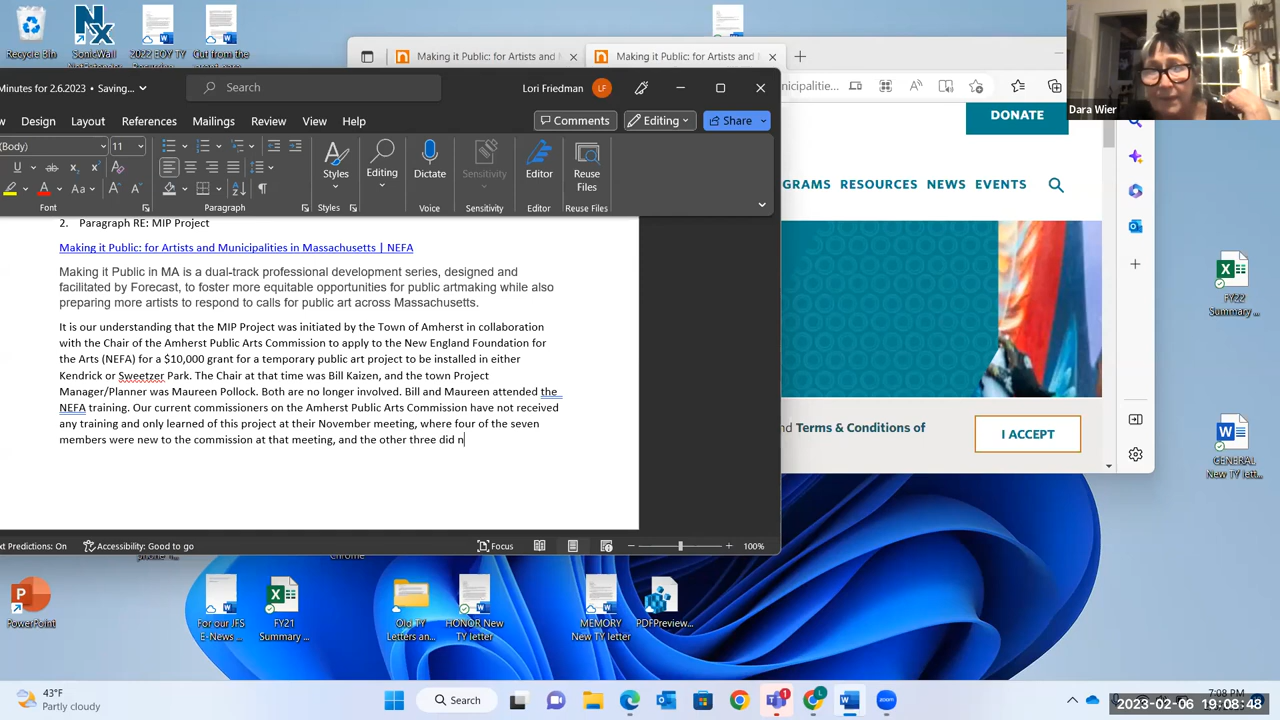 Recycle Bin
SonicWall
NetExtender
2022 EOY TY
Cut from the
Making it Public: for Artists and
Making it Public: for Artists and
Minutes for 2.6.2023 • Saving...
Search
Lori Friedman
LF
nicipalitie...
Dara Wier
DONATE
w Design Layout References Mailings Review View Help
Comments
Editing
Share
(Body)
11
U
A
Aa
A
A
Styles
Editing
Dictate
Sensitivity
Editor
Reuse
Files
Font
Paragraph
Styles
Voice
Sensitivity
Editor
Reuse Files
GRAMS RESOURCES NEWS EVENTS
2. Paragraph RE: MIP Project
Making it Public: for Artists and Municipalities in Massachusetts | NEFA
Making it Public in MA is a dual-track professional development series, designed and
facilitated by Forecast, to foster more equitable opportunities for public artmaking while also
preparing more artists to respond to calls for public art across Massachusetts.
It is our understanding that the MIP Project was initiated by the Town of Amherst in collaboration
with the Chair of the Amherst Public Arts Commission to apply to the New England Foundation for
the Arts (NEFA) for a $10,000 grant for a temporary public art project to be installed in either
Kendrick or Sweetzer Park. The Chair at that time was Bill Kaizen, and the town Project
Manager/Planner was Maureen Pollock. Both are no longer involved. Bill and Maureen attended the
NEFA training. Our current commissioners on the Amherst Public Arts Commission have not received
any training and only learned of this project at their November meeting, where four of the seven
members were new to the commission at that meeting, and the other three did n
nd Terms & Conditions of
I ACCEPT
xt Predictions: On
Accessibility: Good to go
Focus
100%
FY22
Summary ...
GENERAL
New TY lett...
Chrome
PowerPoint
For our JFS
E-News ...
FY21
Summary ...
Old TY
Letters an...
HONOR New
TY letter
MEMORY
New TY letter
PDFPreview...
43°F
Partly cloudy
Search
1
L
zoom
7:08 PM
2023-02-06 19:08:48